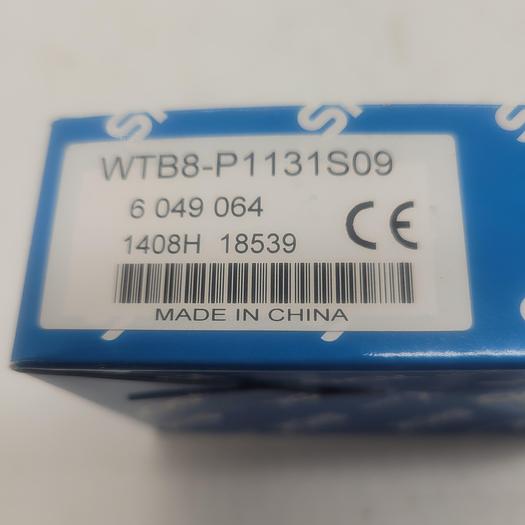 WTB8-P1131S09
6 049 064
1408H 18539
CE
MADE IN CHINA